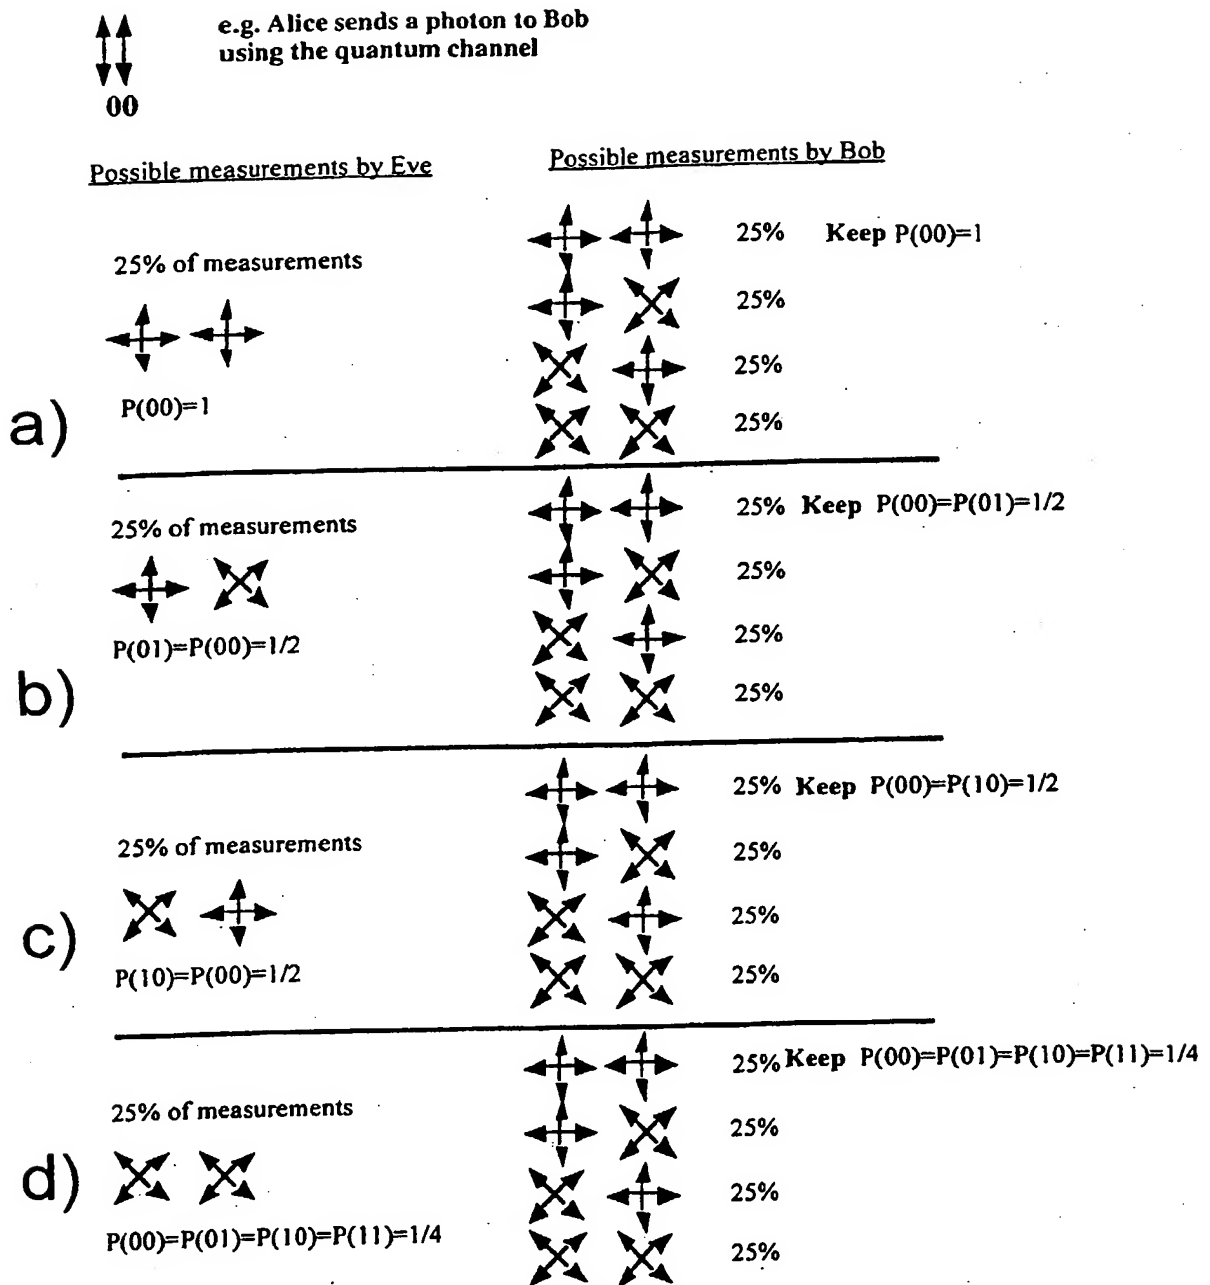 e.g. Alice sends a photon to Bob
using the quantum channel
00
Possible measurements by Eve
Possible measurements by Bob
a)
25% of measurements
P(00)=1
25% Keep P(00)=1
25%
25%
25%
b)
25% of measurements
P(01)=P(00)=1/2
25% Keep P(00)=P(01)=1/2
25%
25%
25%
c)
25% of measurements
P(10)=P(00)=1/2
25% Keep P(00)=P(10)=1/2
25%
25%
25%
d)
25% of measurements
P(00)=P(01)=P(10)=P(11)=1/4
25% Keep P(00)=P(01)=P(10)=P(11)=1/4
25%
25%
25%